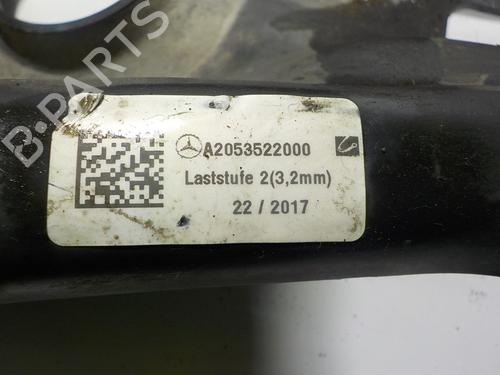 B-PARTS
A2053522000
Laststufe 2(3,2mm)
22 / 2017